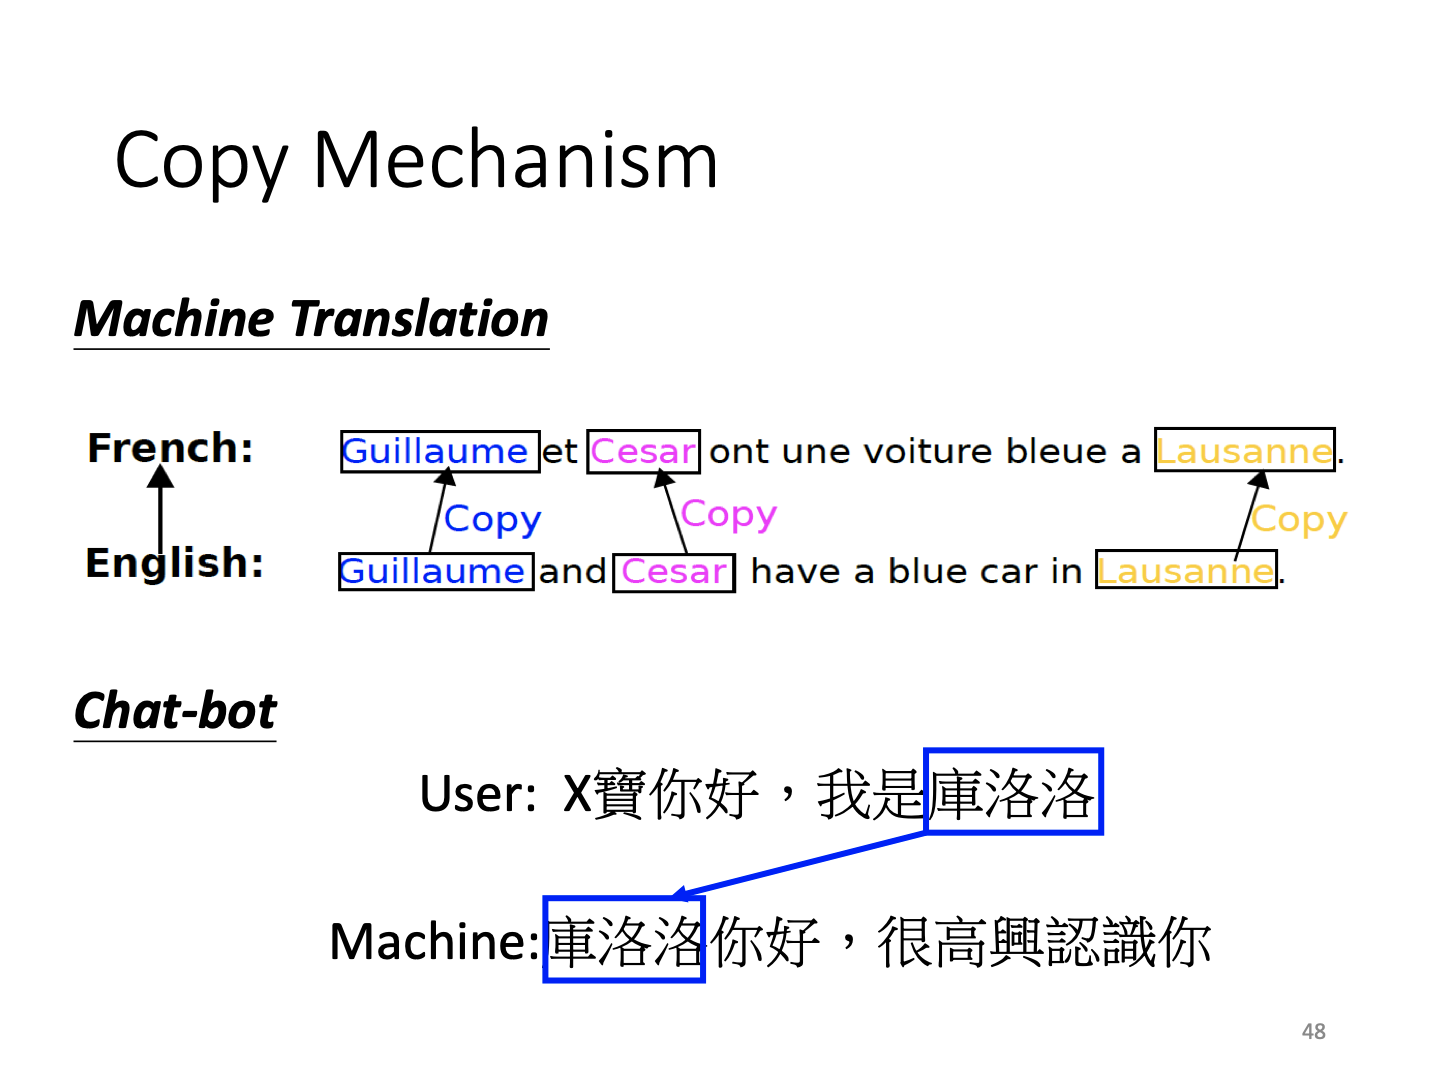 Copy Mechanism
Machine Translation
French: Guillaume et Cesar ont une voiture bleue a Lausanne.
Copy Copy Copy
English: Guillaume and Cesar have a blue car in Lausanne.
Chat-bot
User: X寶你好，我是庫洛洛
Machine: 庫洛洛你好，很高興認識你
48